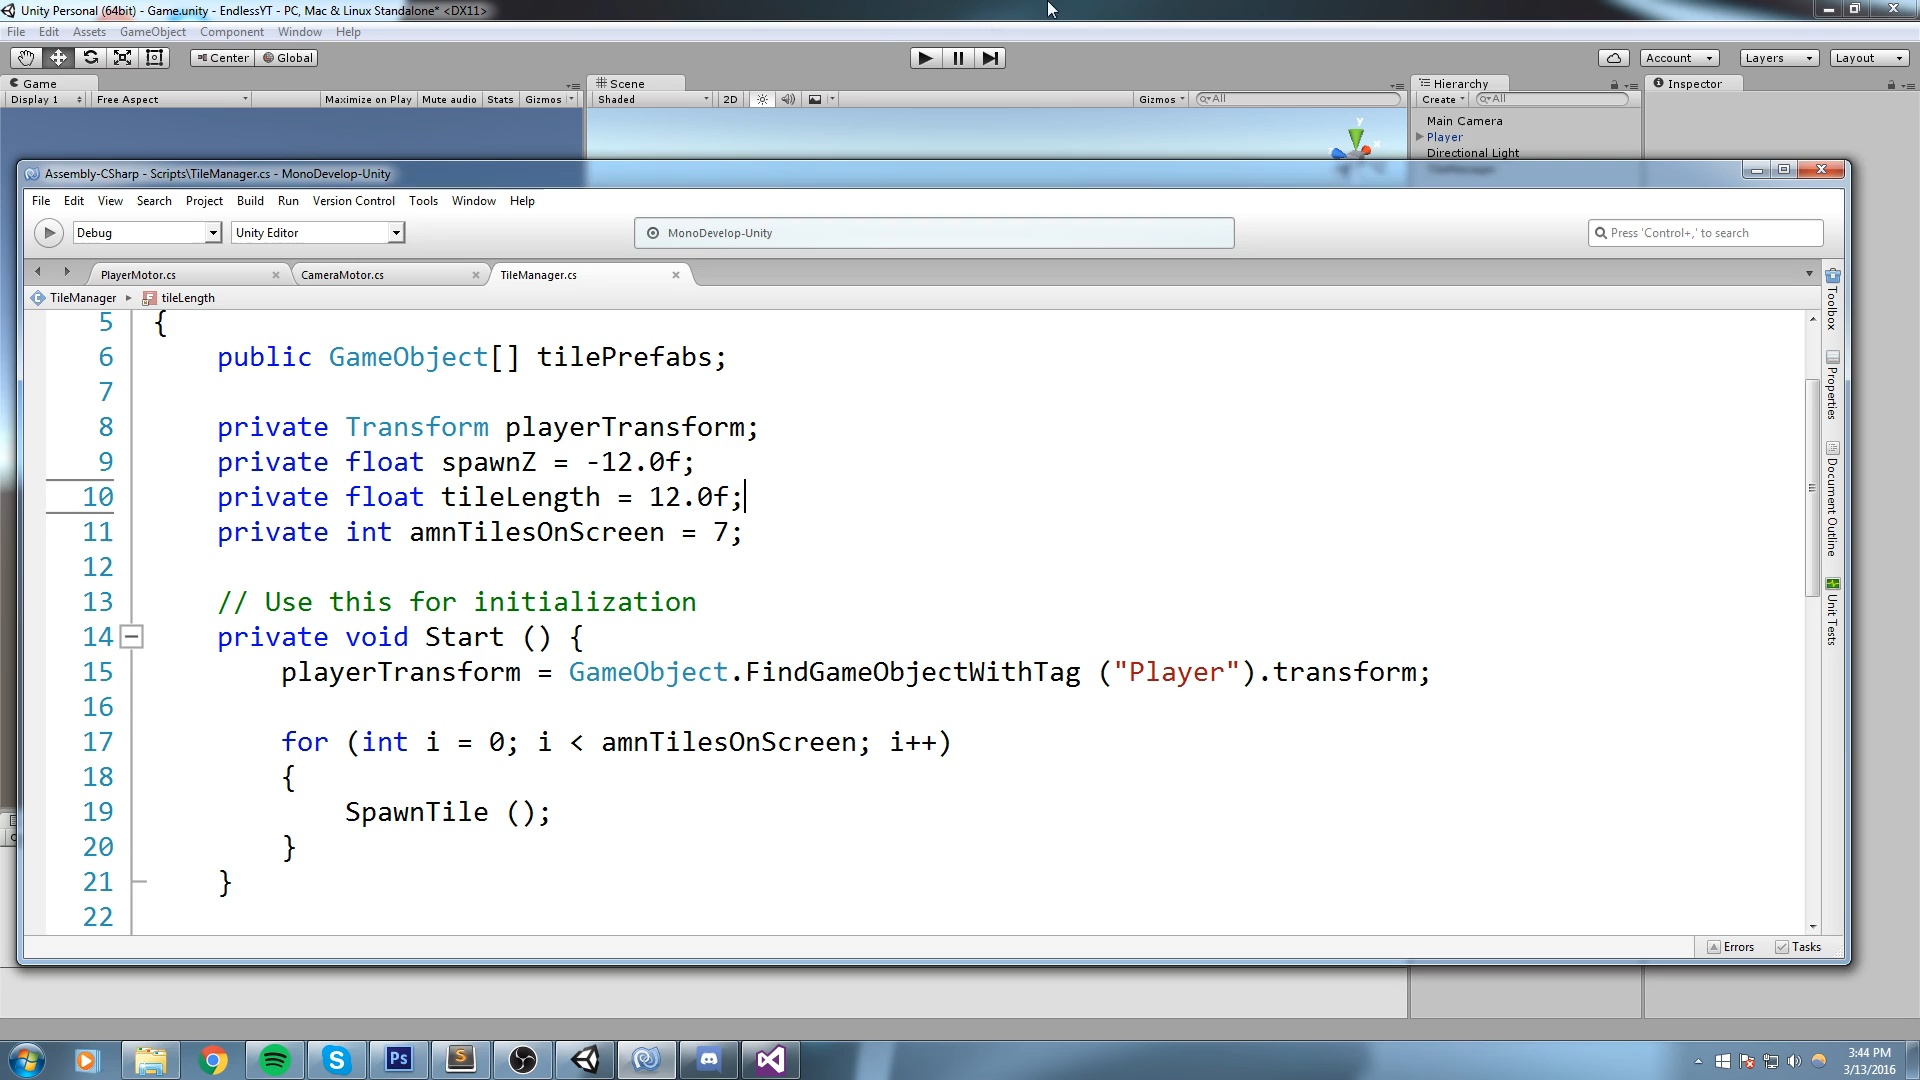 Unity Personal (64bit) - Game.unity - EndlessYT - PC, Mac & Linux Standalone* <DX11>
File Edit Assets GameObject Component Window Help
Center Global Account Layers Layout
Game Scene Hierarchy Inspector
Display 1 Free Aspect Maximize on Play Mute audio Stats Gizmos Shaded 2D Gizmos All Create All
y
Main Camera
Player
Directional Light
TileManager
Assembly-CSharp - Scripts\TileManager.cs - MonoDevelop-Unity
File Edit View Search Project Build Run Version Control Tools Window Help
Debug Unity Editor MonoDevelop-Unity Press 'Control+,' to search
PlayerMotor.cs CameraMotor.cs TileManager.cs
TileManager tileLength
5 {
6 public GameObject[] tilePrefabs;
7
8 private Transform playerTransform;
9 private float spawnZ = -12.0f;
10 private float tileLength = 12.0f;
11 private int amnTilesOnScreen = 7;
12
13 // Use this for initialization
14 private void Start () {
15 playerTransform = GameObject.FindGameObjectWithTag ("Player").transform;
16
17 for (int i = 0; i < amnTilesOnScreen; i++)
18 {
19 SpawnTile ();
20 }
21 }
22
Toolbox
Properties
Document Outline
Unit Tests
Errors Tasks
Ps
S
3:44 PM
3/13/2016